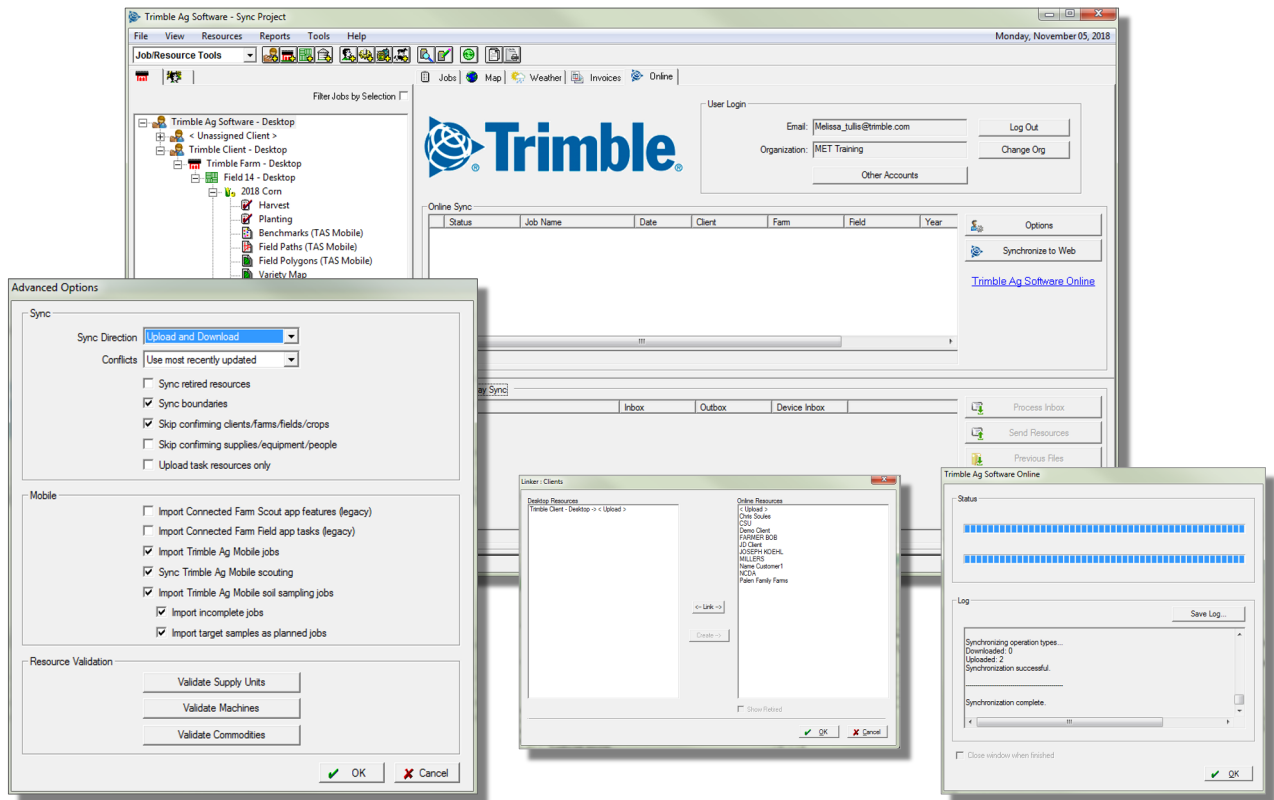 Trimble Ag Software - Sync Project
File View Resources Reports Tools Help
Monday, November 05, 2018
Job/Resource Tools
Jobs Map Weather Invoices Online
Filter Jobs by Selection
Trimble Ag Software - Desktop
< Unassigned Client >
Trimble Client - Desktop
Trimble Farm - Desktop
Field 14 - Desktop
2018 Corn
Harvest
Planting
Benchmarks (TAS Mobile)
Field Paths (TAS Mobile)
Field Polygons (TAS Mobile)
Variety Map
Trimble
User Login
Email: Melissa_tullis@trimble.com
Log Out
Organization: MET Training
Change Org
Other Accounts
Online Sync
Status Job Name Date Client Farm Field Year
Options
Synchronize to Web
Trimble Ag Software Online
ay Sync
Inbox Outbox Device Inbox
Process Inbox
Send Resources
Previous Files
Advanced Options
Sync
Sync Direction Upload and Download
Conflicts Use most recently updated
Sync retired resources
Sync boundaries
Skip confirming clients/farms/fields/crops
Skip confirming supplies/equipment/people
Upload task resources only
Mobile
Import Connected Farm Scout app features (legacy)
Import Connected Farm Field app tasks (legacy)
Import Trimble Ag Mobile jobs
Sync Trimble Ag Mobile scouting
Import Trimble Ag Mobile soil sampling jobs
Import incomplete jobs
Import target samples as planned jobs
Resource Validation
Validate Supply Units
Validate Machines
Validate Commodities
OK Cancel
Linker : Clients
Desktop Resources
Trimble Client - Desktop -> < Upload >
Online Resources
< Upload >
Chris Soules
CSU
Demo Client
FARMER BOB
JD Client
JOSEPH KOEHL
MILLERS
Name Customer1
NCDA
Palen Family Farms
<- Link ->
Create ->
Show Retired
OK Cancel
Trimble Ag Software Online
Status
Log
Save Log...
Synchronizing operation types...
Downloaded: 0
Uploaded: 2
Synchronization successful.
Synchronization complete.
Close window when finished
OK